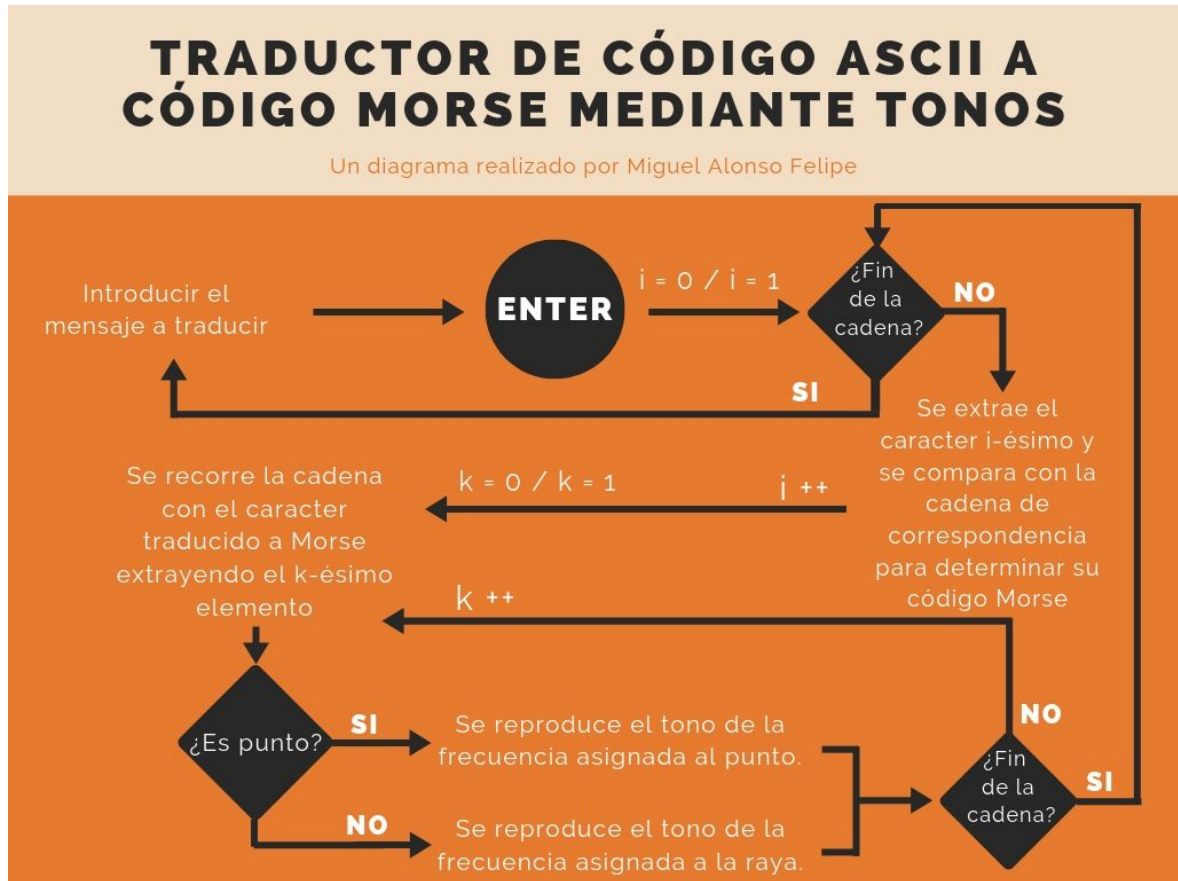 TRADUCTOR DE CÓDIGO ASCII A
CÓDIGO MORSE MEDIANTE TONOS
Un diagrama realizado por Miguel Alonso Felipe
Introducir el
mensaje a traducir
ENTER
i = 0 / i = 1
¿Fin
de la
cadena?
NO
SI
Se extrae el
caracter i-ésimo y
se compara con la
cadena de
correspondencia
para determinar su
código Morse
i ++
k = 0 / k = 1
Se recorre la cadena
con el caracter
traducido a Morse
extrayendo el k-ésimo
elemento
k ++
¿Es punto?
SI
Se reproduce el tono de la
frecuencia asignada al punto.
NO
Se reproduce el tono de la
frecuencia asignada a la raya.
¿Fin
de la
cadena?
NO
SI